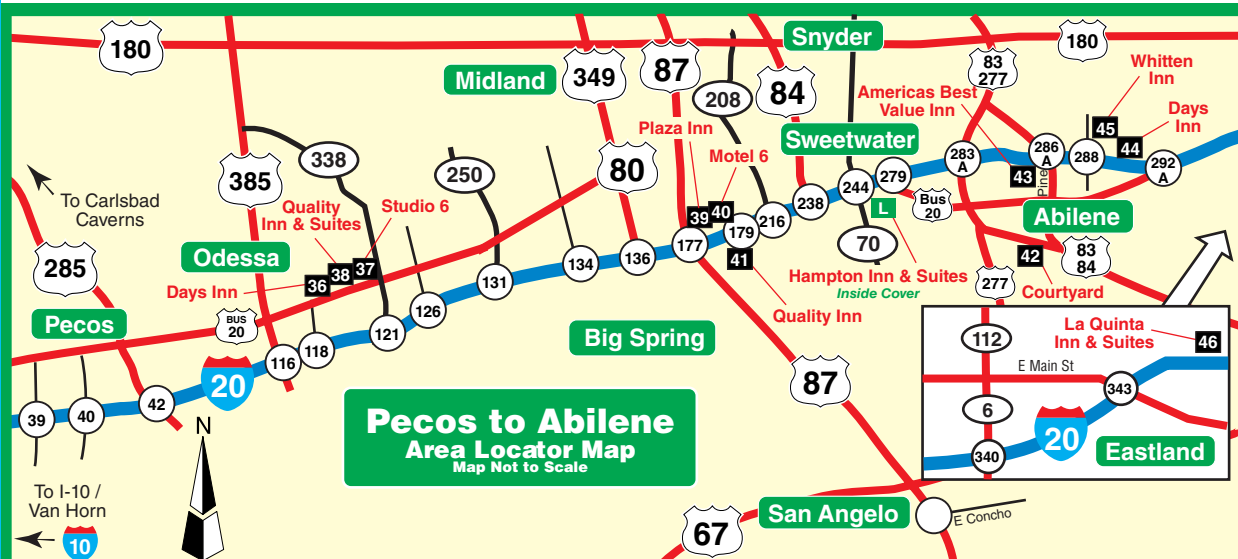 180
Midland
349
87
Snyder
180
83
277
Whitten
Inn
208
84
Americas Best
Value Inn
45
Days
Inn
44
Plaza Inn
Motel 6
Sweetwater
338
250
80
385
To Carlsbad
Caverns
Quality
Inn & Suites
Studio 6
39
40
238
244
279
283
A
43
286
A
Pine
288
292
A
L
Bus
20
Abilene
285
Odessa
36
38
37
Days Inn
131
134
136
177
179
41
216
70
Hampton Inn & Suites
Inside Cover
Quality Inn
277
42
Courtyard
83
84
Pecos
BUS
20
116
118
121
126
Big Spring
112
La Quinta
Inn & Suites
46
E Main St
343
6
20
Eastland
340
39
40
42
20
87
N
Pecos to Abilene
Area Locator Map
Map Not to Scale
To I-10 /
Van Horn
10
67
San Angelo
E Concho